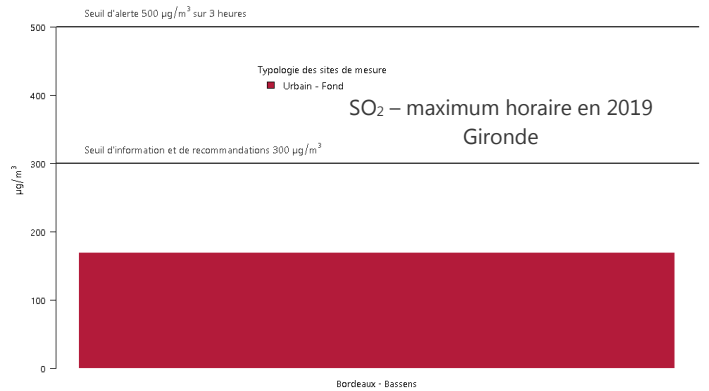 Seuil d'alerte 500 µg/m³ sur 3 heures
500
Typologie des sites de mesure
Urbain - Fond
400
SO₂ – maximum horaire en 2019
Gironde
Seuil d'information et de recommandations 300 µg/m³
300
µg/m³
200
100
0
Bordeaux - Bassens